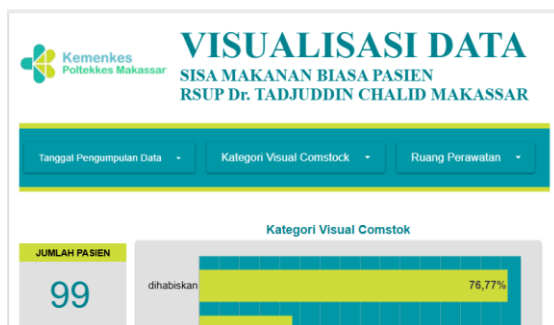 Kemenkes
Poltekkes Makassar
VISUALISASI DATA
SISA MAKANAN BIASA PASIEN
RSUP Dr. TADJUDDIN CHALID MAKASSAR
Tanggal Pengumpulan Data
Kategori Visual Comstock
Ruang Perawatan
Kategori Visual Comstok
JUMLAH PASIEN
99
dihabiskan
76,77%